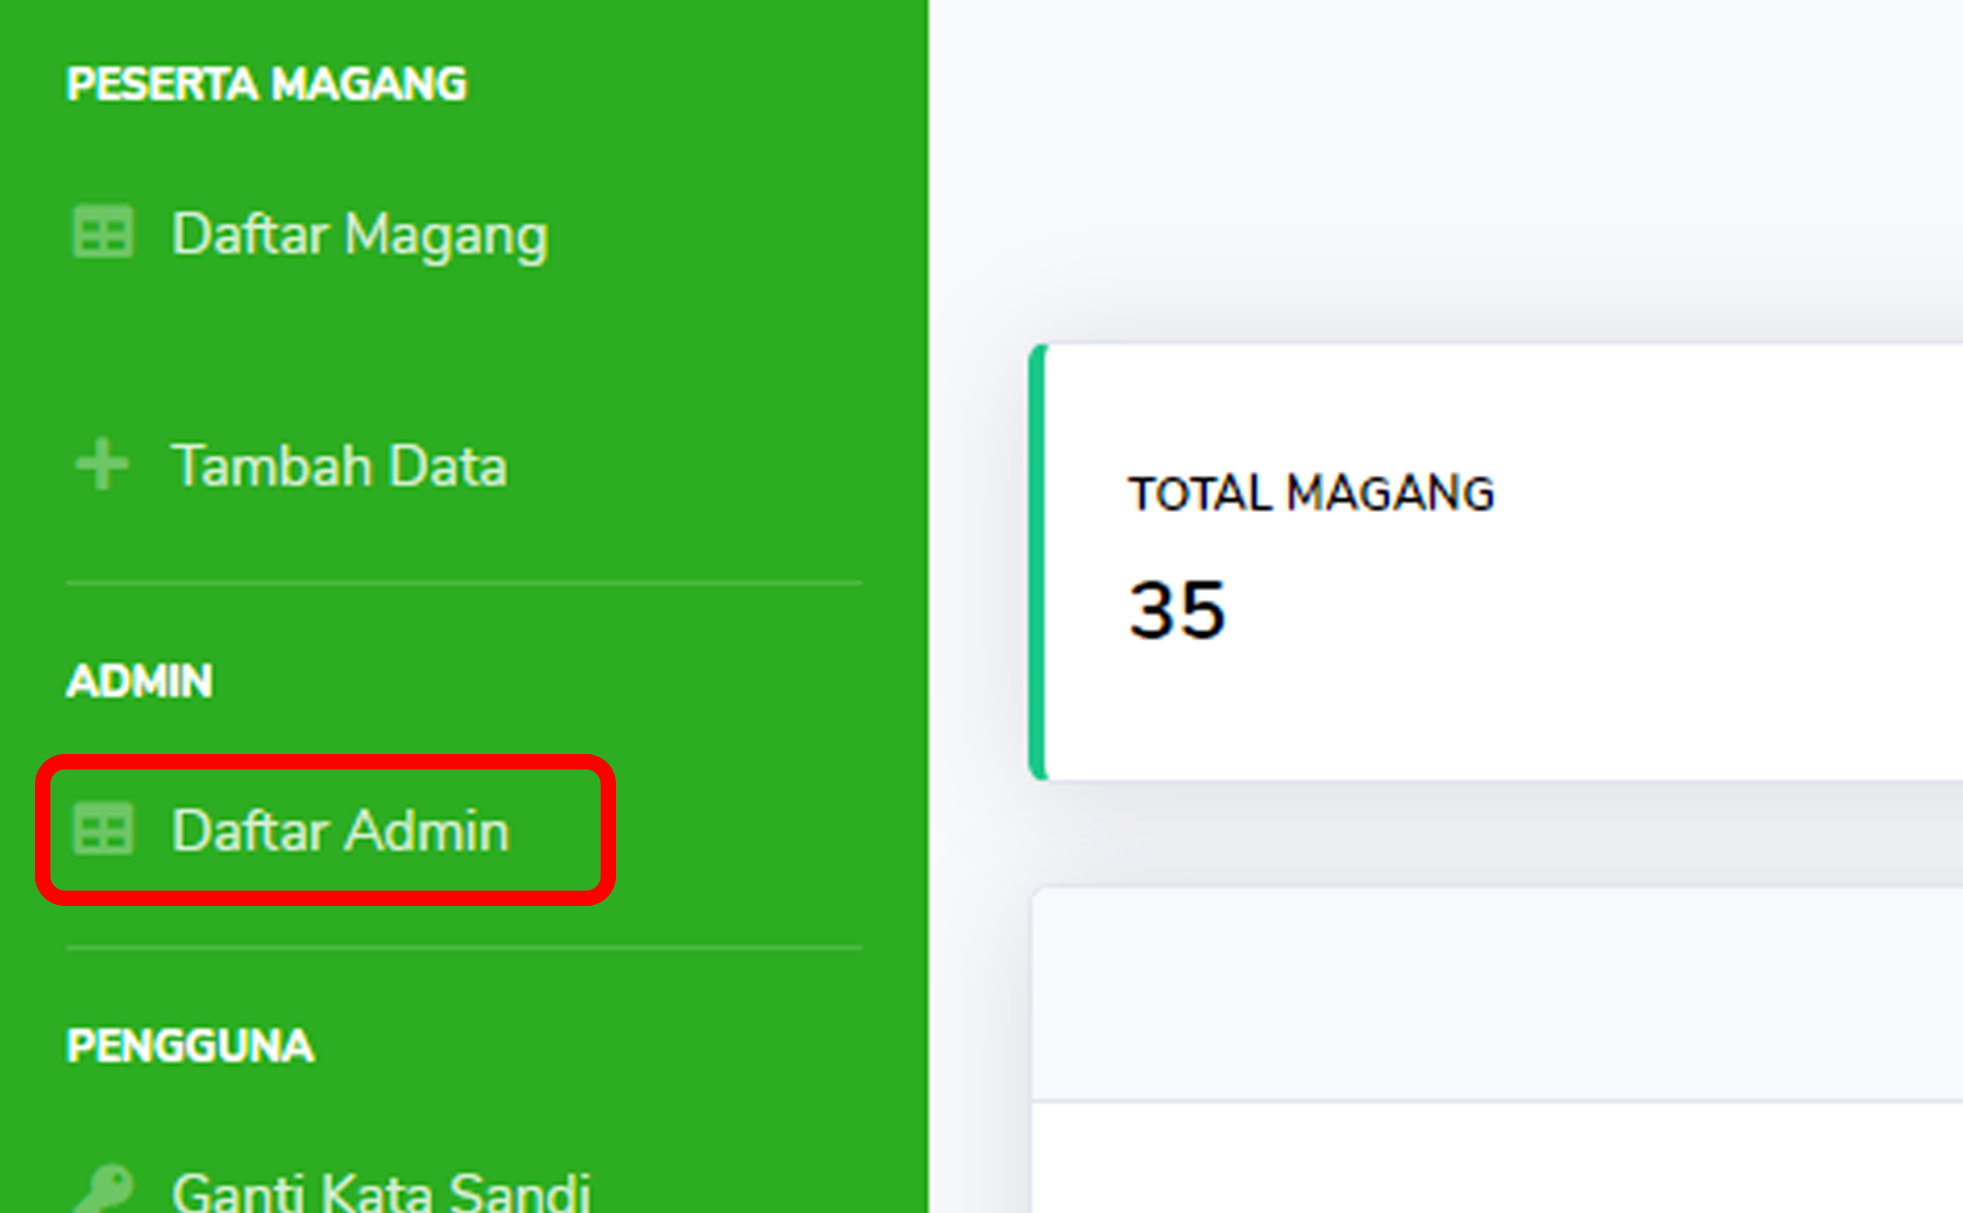 PESERTA MAGANG
Daftar Magang
Tambah Data
ADMIN
Daftar Admin
PENGGUNA
Ganti Kata Sandi
TOTAL MAGANG
35